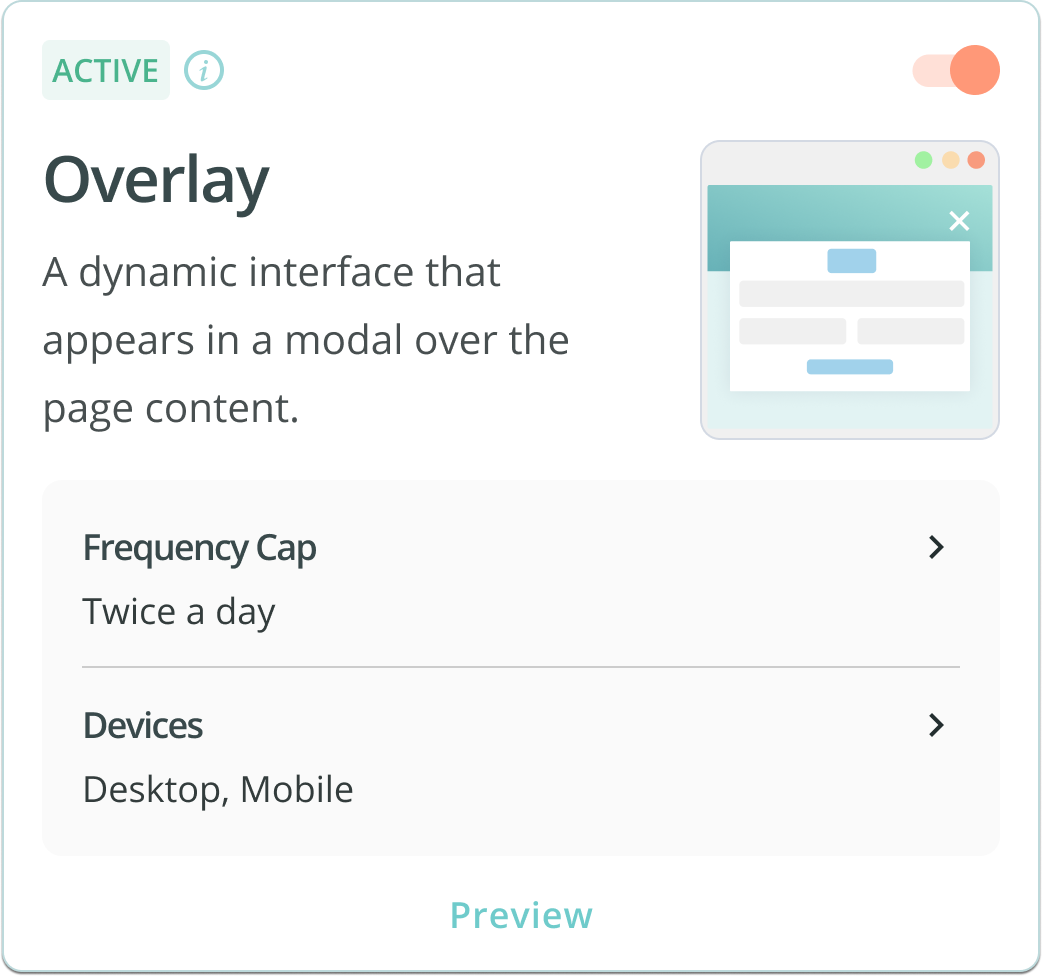 ACTIVE
Overlay
A dynamic interface that
appears in a modal over the
page content.
Frequency Cap
Twice a day
Devices
Desktop, Mobile
Preview